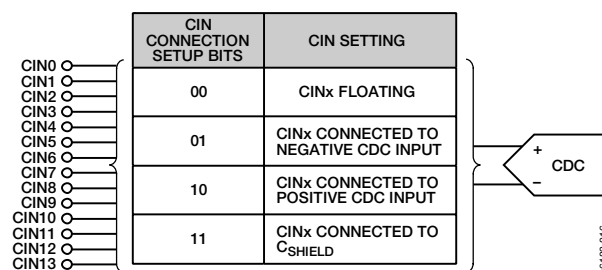 CIN
CONNECTION
SETUP BITS
CIN SETTING
CIN0
CIN1
CIN2
CIN3
CIN4
CIN5
CIN6
CIN7
CIN8
CIN9
CIN10
CIN11
CIN12
CIN13
00
CINx FLOATING
01
CINx CONNECTED TO
NEGATIVE CDC INPUT
10
CINx CONNECTED TO
POSITIVE CDC INPUT
11
CINx CONNECTED TO
CSHIELD
+
–
CDC